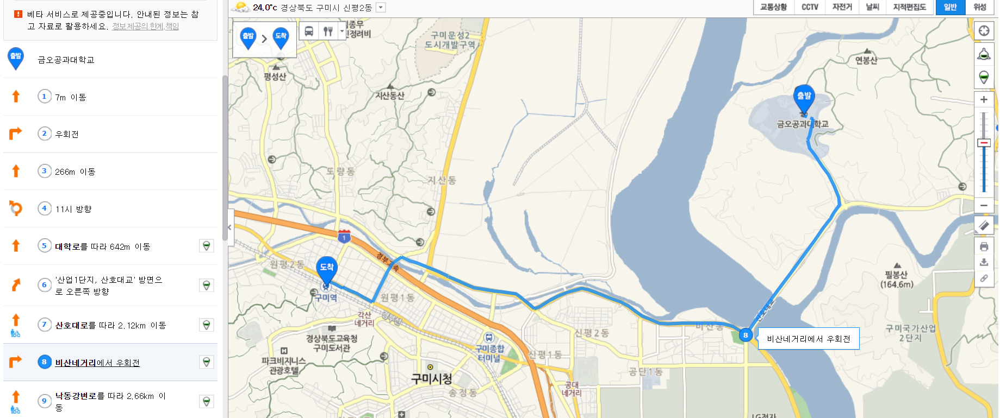 베타 서비스로 제공중입니다. 안내된 정보는 참
고 자료로 활용하세요. 정보 제공의 한계,책임
출발
금오공과대학교
1 7m 이동
2 우회전
3 266m 이동
4 11시 방향
5 대학로를 따라 642m 이동
6 '산업1단지, 산호대교' 방면으
로 오른쪽 방향
7 산호대로를 따라 2.12km 이동
8 비산네거리에서 우회전
9 낙동강변로를 따라 2.66km 이
동
24.0°c 경상북도 구미시 신평2동
교통상황 CCTV 자전거 날씨 지적편집도 일반 위성
출발 > 도착
신정려비
구미문성2
도시개발구역
평성산
지산동산
연봉산
출발
금오공과대학교
도량동
지산동
1
경부고속
원평2동
도착
구미역
원평1동
각산
네거리
경부선
경상북도교육청
구미도서관
파크비지니스
관광호텔
구미시청
송정동
구미종합
터미널
신평1동
신평2동
공대
네거리
공단1동
비산동
산호대교
8
비산네거리에서 우회전
필봉산
(164.6m)
구미국가산업
2단지
LG전자